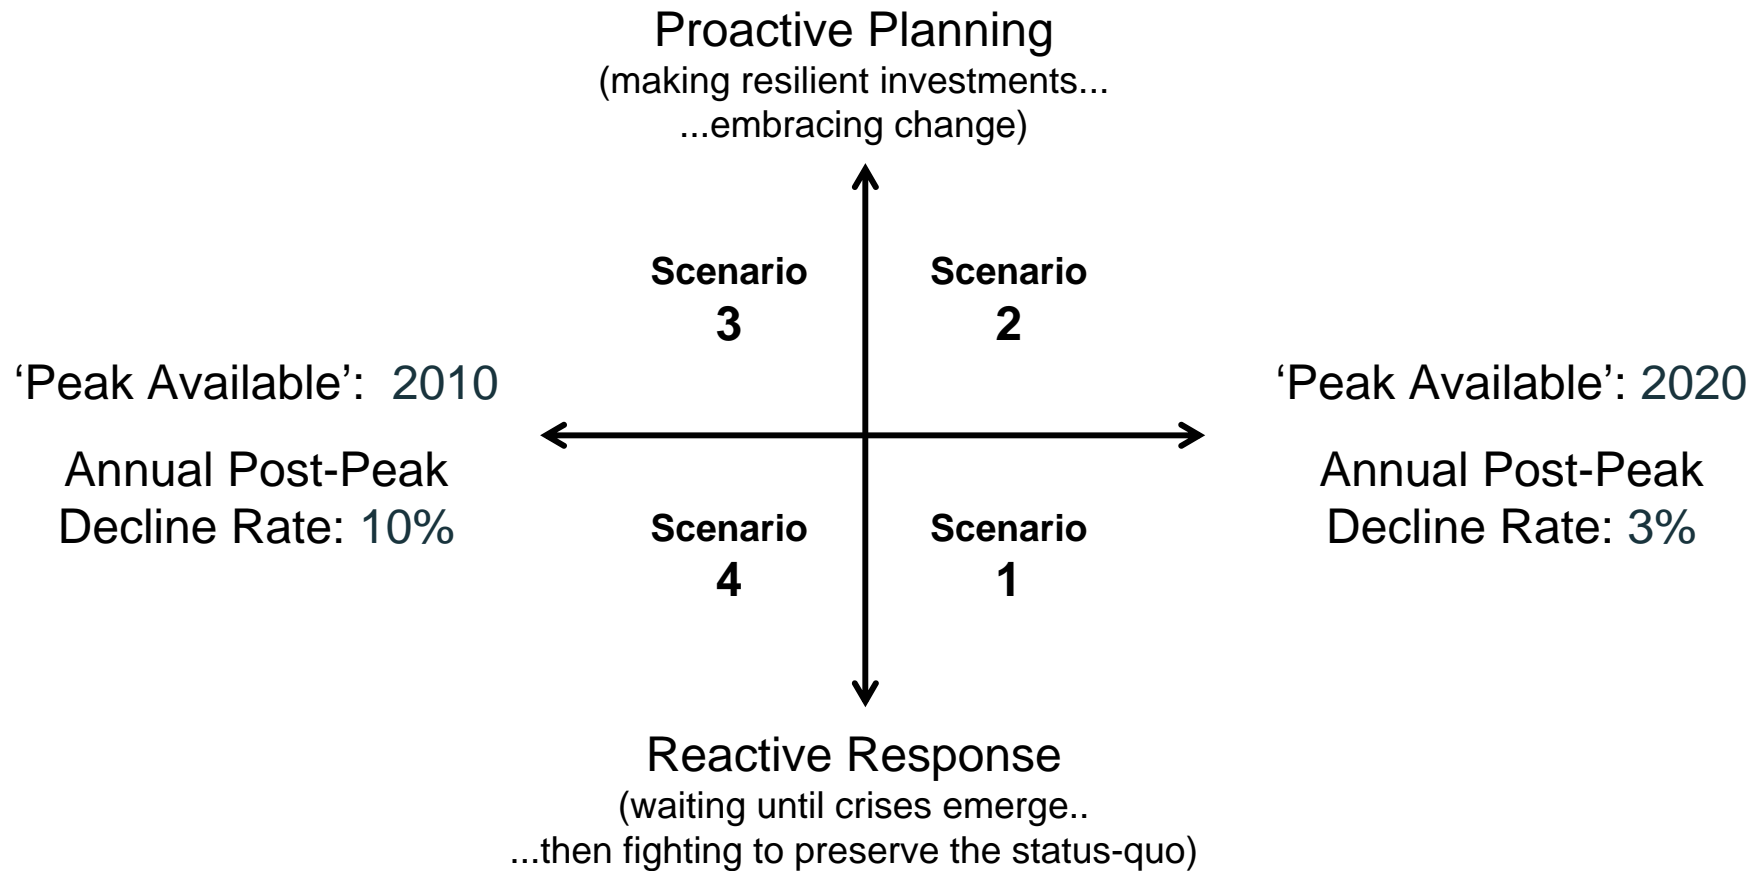 Proactive Planning
(making resilient investments...
...embracing change)
Scenario
3
Scenario
2
‘Peak Available’: 2010
Annual Post-Peak
Decline Rate: 10%
‘Peak Available’: 2020
Annual Post-Peak
Decline Rate: 3%
Scenario
4
Scenario
1
Reactive Response
(waiting until crises emerge..
...then fighting to preserve the status-quo)